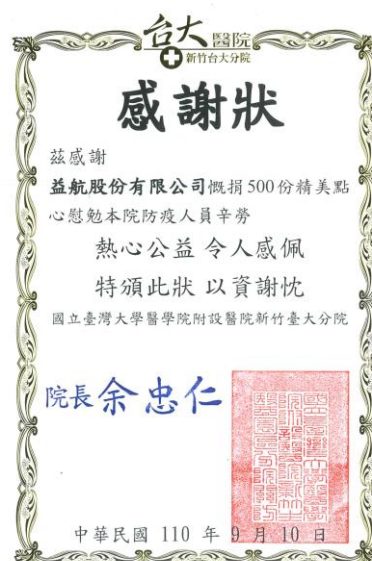 台大醫院
新竹台大分院
感謝狀
茲感謝
益航股份有限公司慨捐500份精美點
心慰勉本院防疫人員辛勞
熱心公益 令人感佩
特頒此狀 以資謝忱
國立臺灣大學醫學院附設醫院新竹臺大分院
院長余忠仁
中華民國 110 年 9 月 10 日